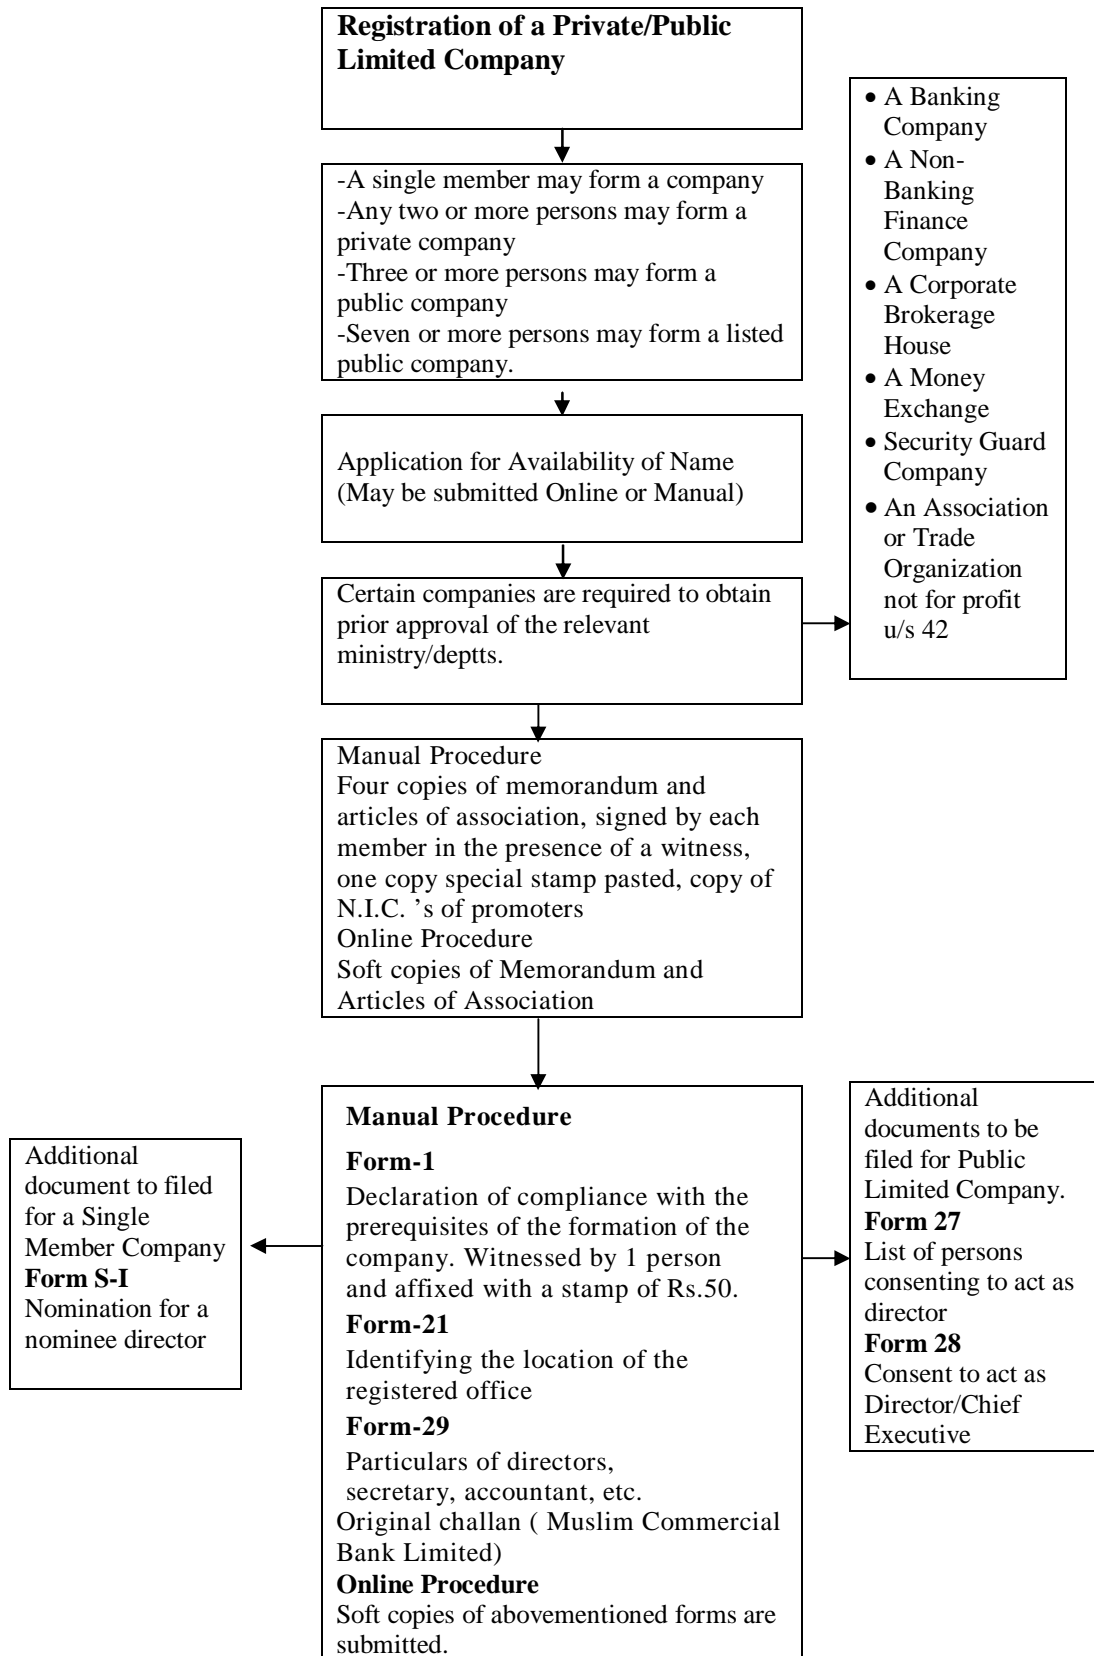 Registration of a Private/Public
Limited Company
-A single member may form a company
-Any two or more persons may form a
private company
-Three or more persons may form a
public company
-Seven or more persons may form a listed
public company.
Application for Availability of Name
(May be submitted Online or Manual)
Certain companies are required to obtain
prior approval of the relevant
ministry/deptts.
• A Banking
Company
• A Non-
Banking
Finance
Company
• A Corporate
Brokerage
House
• A Money
Exchange
• Security Guard
Company
• An Association
or Trade
Organization
not for profit
u/s 42
Manual Procedure
Four copies of memorandum and
articles of association, signed by each
member in the presence of a witness,
one copy special stamp pasted, copy of
N.I.C. ’s of promoters
Online Procedure
Soft copies of Memorandum and
Articles of Association
Manual Procedure
Form-1
Declaration of compliance with the
prerequisites of the formation of the
company. Witnessed by 1 person
and affixed with a stamp of Rs.50.
Form-21
Identifying the location of the
registered office
Form-29
Particulars of directors,
secretary, accountant, etc.
Original challan ( Muslim Commercial
Bank Limited)
Online Procedure
Soft copies of abovementioned forms are
submitted.
Additional
document to filed
for a Single
Member Company
Form S-I
Nomination for a
nominee director
Additional
documents to be
filed for Public
Limited Company.
Form 27
List of persons
consenting to act as
director
Form 28
Consent to act as
Director/Chief
Executive